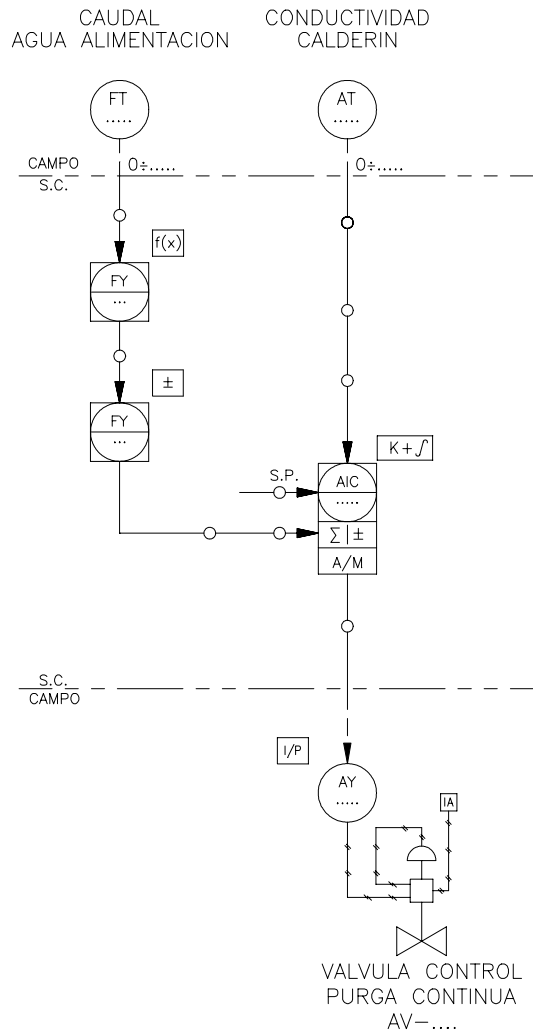 CAUDAL
AGUA ALIMENTACION
CONDUCTIVIDAD
CALDERIN
FT
.....
AT
.....
CAMPO
S.C.
0÷.....
0÷.....
f(x)
FY
...
±
FY
...
K+∫
S.P.
AIC
.....
∑|±
A/M
S.C.
CAMPO
I/P
AY
.....
IA
VALVULA CONTROL
PURGA CONTINUA
AV-....